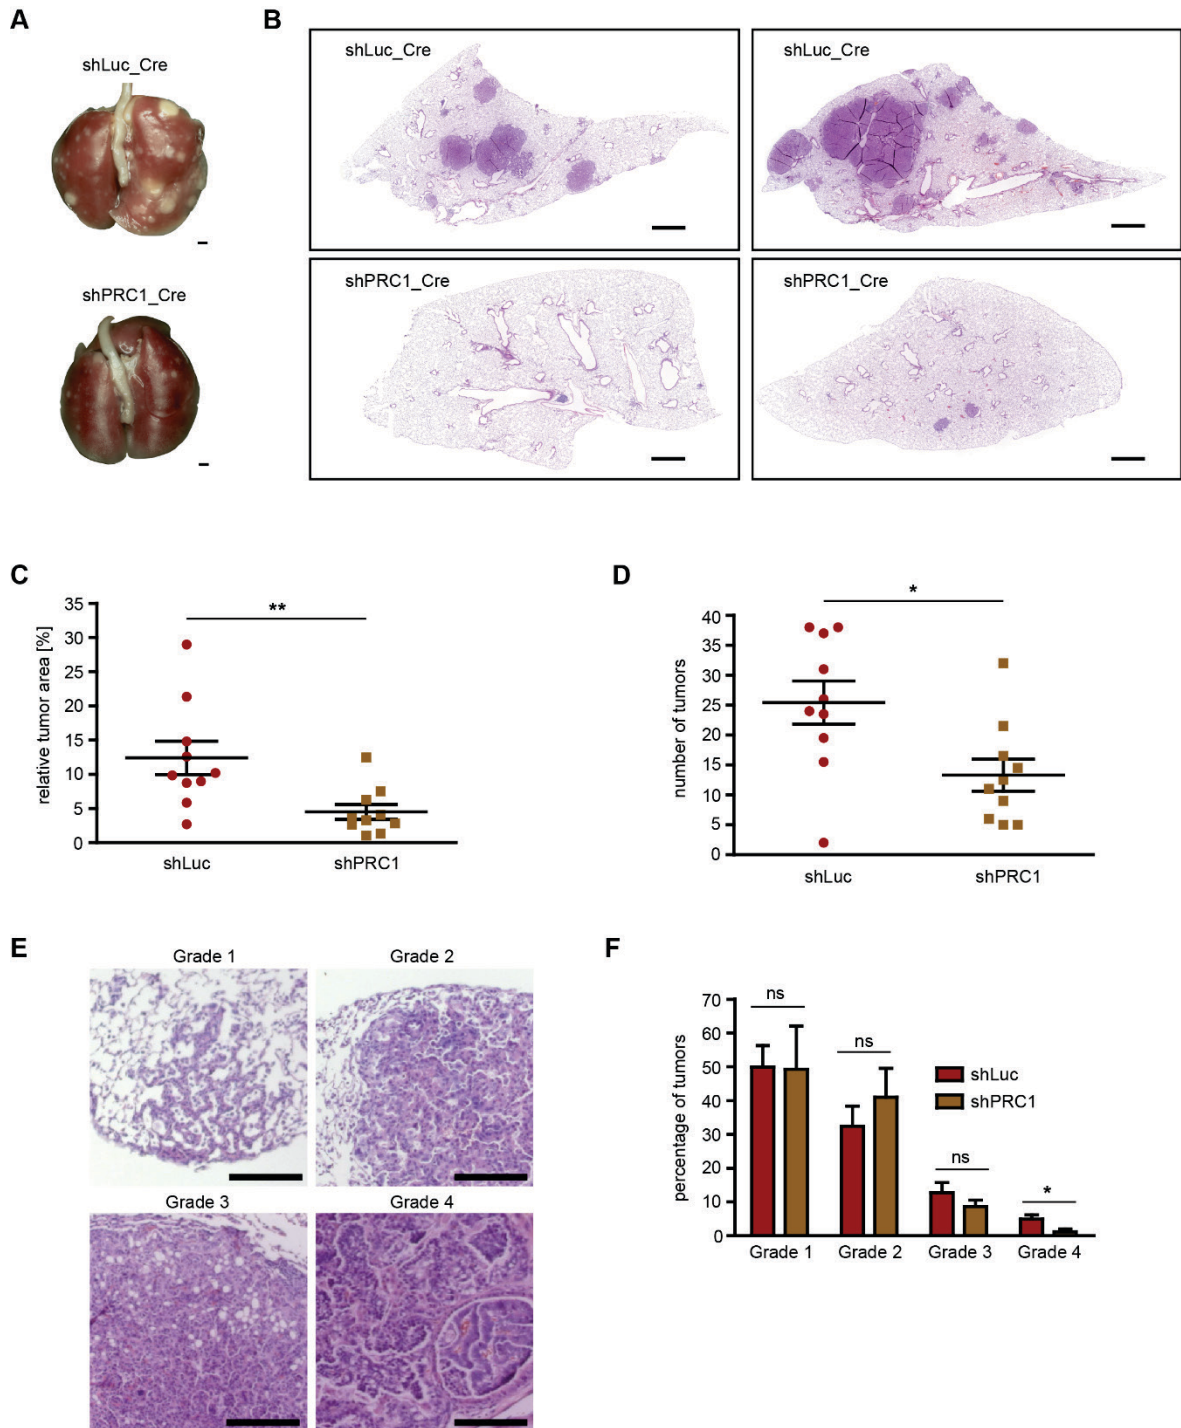 A
shLuc_Cre
shPRC1_Cre
B
shLuc_Cre
shLuc_Cre
shPRC1_Cre
shPRC1_Cre
C
**
relative tumor area [%]
35
30
25
20
15
10
5
0
shLuc
shPRC1
D
*
number of tumors
40
35
30
25
20
15
10
5
0
shLuc
shPRC1
E
Grade 1
Grade 2
Grade 3
Grade 4
F
percentage of tumors
70
60
50
40
30
20
10
0
ns
ns
ns
*
shLuc
shPRC1
Grade 1
Grade 2
Grade 3
Grade 4